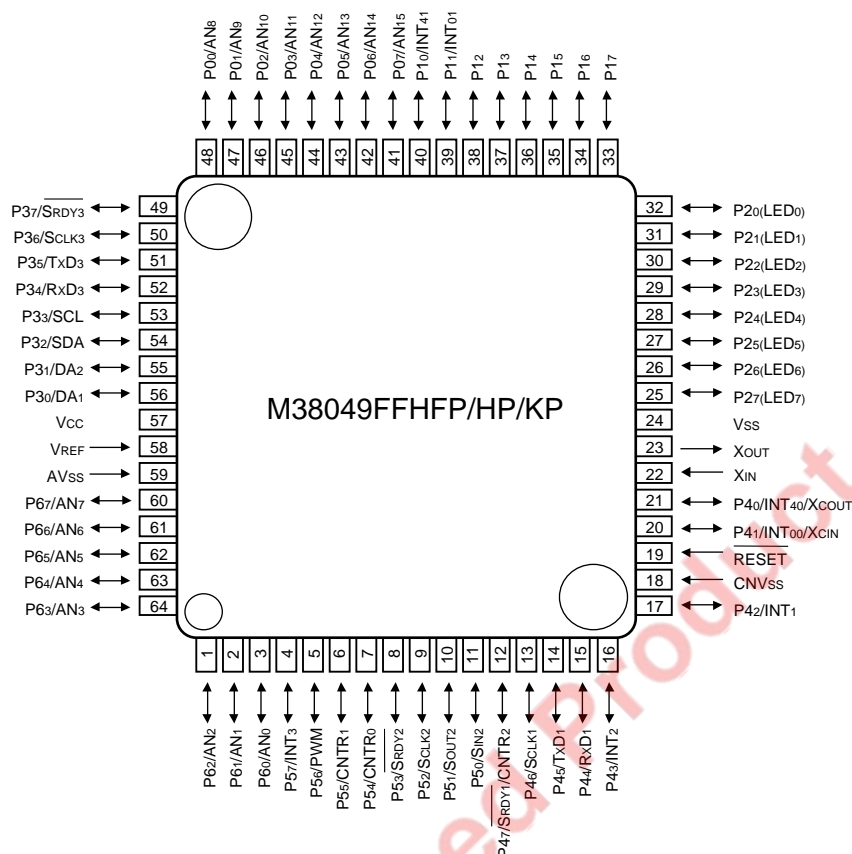 P00/AN8
P01/AN9
P02/AN10
P03/AN11
P04/AN12
P05/AN13
P06/AN14
P07/AN15
P10/INT41
P11/INT01
P12
P13
P14
P15
P16
P17
48 47 46 45 44 43 42 41 40 39 38 37 36 35 34 33
P37/SRDY3 49
P36/SCLK3 50
P35/TXD3 51
P34/RXD3 52
P33/SCL 53
P32/SDA 54
P31/DA2 55
P30/DA1 56
VCC 57
VREF 58
AVSS 59
P67/AN7 60
P66/AN6 61
P65/AN5 62
P64/AN4 63
P63/AN3 64
M38049FFHFP/HP/KP
32 P20(LED0)
31 P21(LED1)
30 P22(LED2)
29 P23(LED3)
28 P24(LED4)
27 P25(LED5)
26 P26(LED6)
25 P27(LED7)
24 VSS
23 XOUT
22 XIN
21 P40/INT40/XCOUT
20 P41/INT00/XCIN
19 RESET
18 CNVSS
17 P42/INT1
1 2 3 4 5 6 7 8 9 10 11 12 13 14 15 16
P62/AN2
P61/AN1
P60/AN0
P57/INT3
P56/PWM
P55/CNTR1
P54/CNTR0
P53/SRDY2
P52/SCLK2
P51/SOUT2
P50/SIN2
P47/SRDY1/CNTR2
P46/SCLK1
P45/TXD1
P44/RXD1
P43/INT2
ed Product